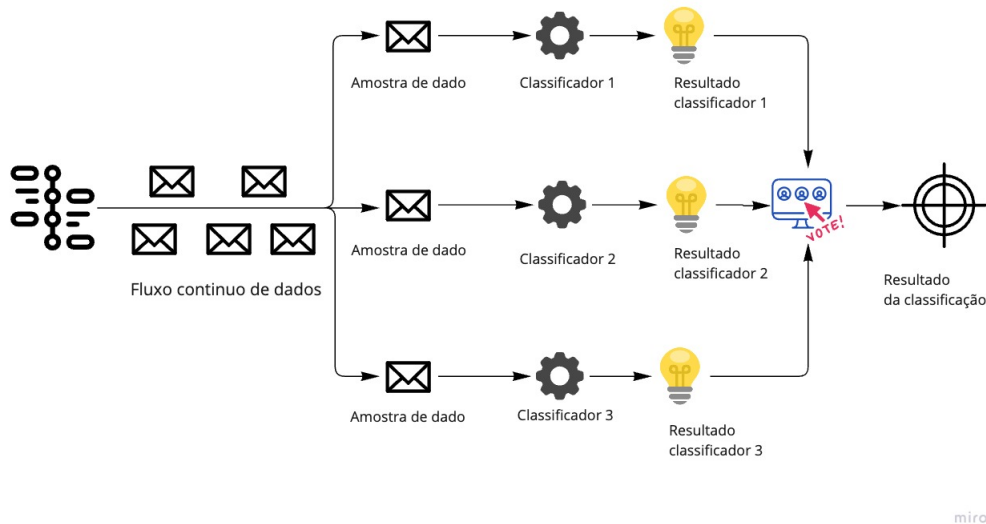 Amostra de dado
Classificador 1
Resultado
classificador 1
Fluxo continuo de dados
Amostra de dado
Classificador 2
Resultado
classificador 2
VOTE!
Resultado
da classificação
Amostra de dado
Classificador 3
Resultado
classificador 3
miro